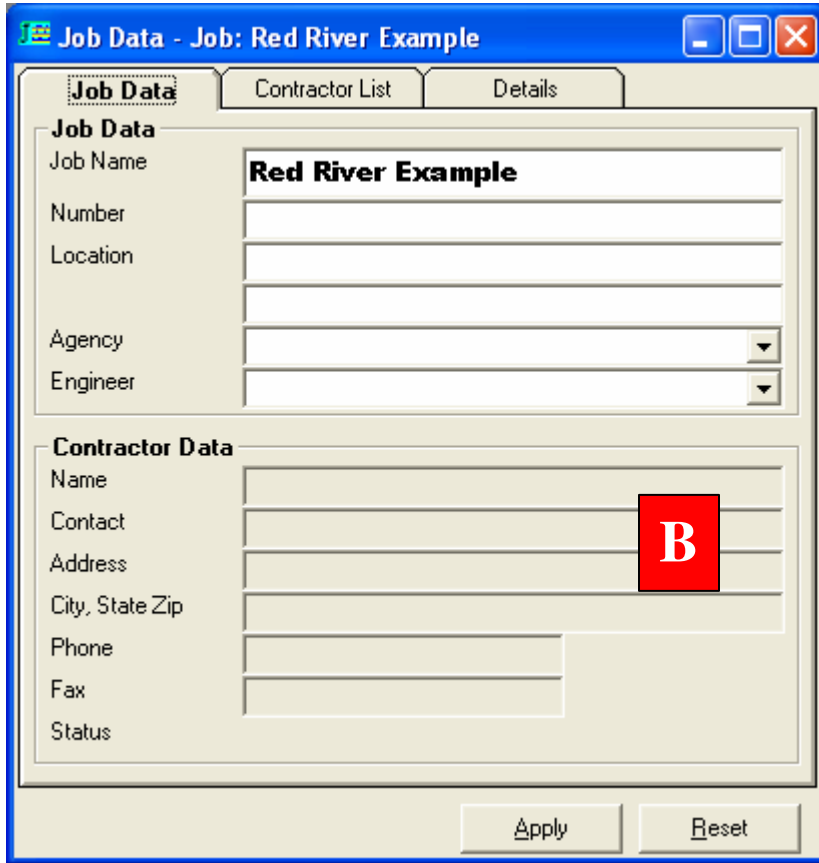 Job Data - Job: Red River Example
Job Data Contractor List Details
Job Data
Job Name Red River Example
Number
Location
Agency
Engineer
Contractor Data
Name
Contact
B
Address
City, State Zip
Phone
Fax
Status
Apply Reset